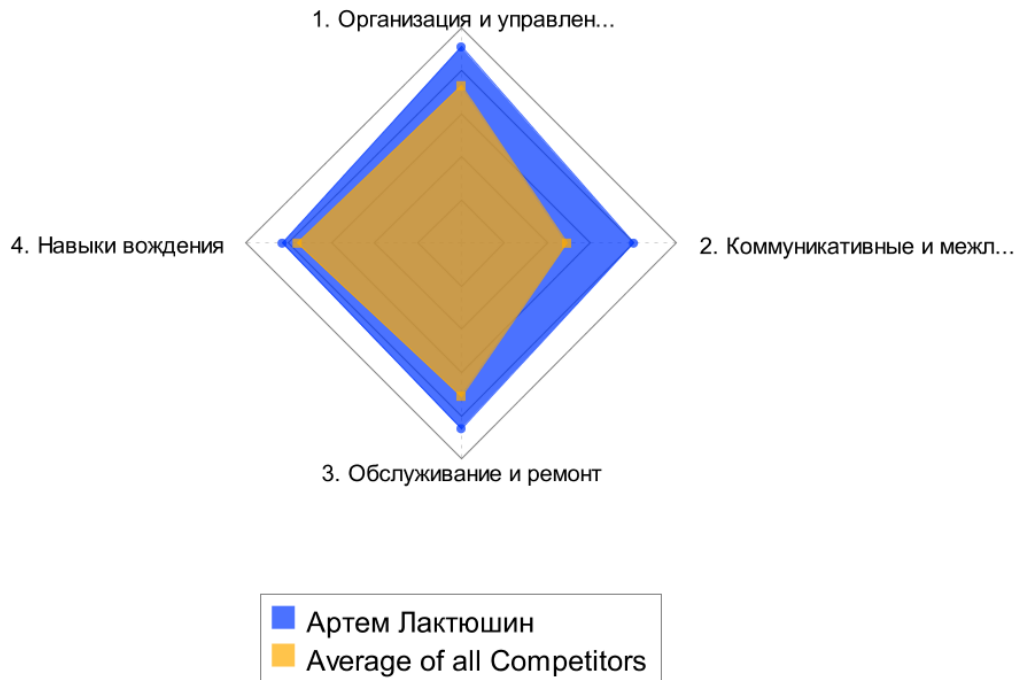 1. Организация и управлен...
4. Навыки вождения
2. Коммуникативные и межл...
3. Обслуживание и ремонт
Артем Лактюшин
Average of all Competitors